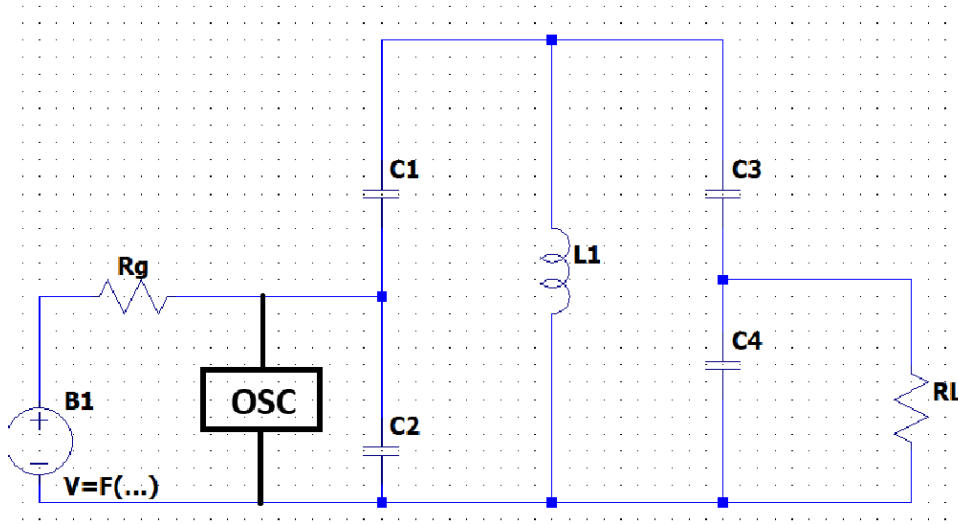 C1
C3
Rg
L1
C4
B1
OSC
RL
C2
V=F(...)